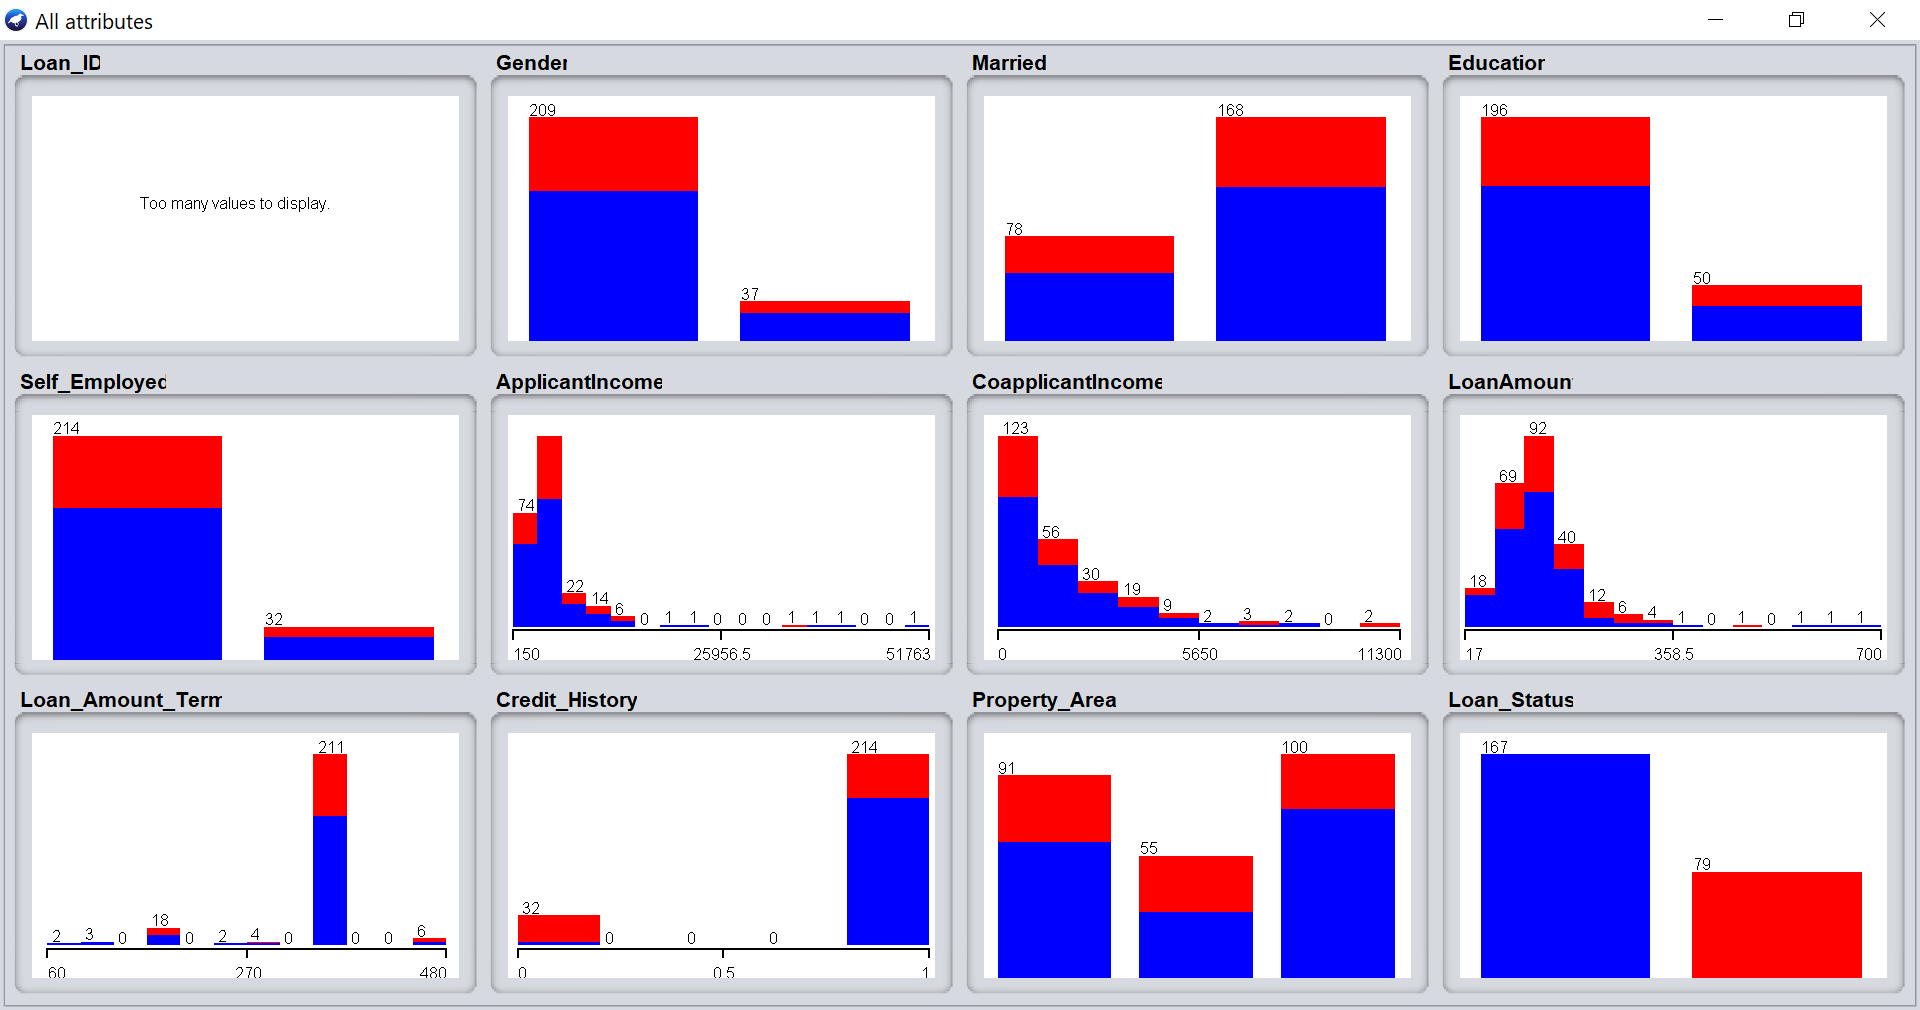 All attributes
Loan_ID
Too many values to display.
Gender
209
37
Married
168
78
Education
196
50
Self_Employed
214
32
ApplicantIncome
74
22 14 6 0 1 1 0 0 0 1 1 1 0 0 1
150 25956.5 51763
CoapplicantIncome
123
56
30
19
9 2 3 2 0 2
0 5650 11300
LoanAmoun
92
69
40
18 12 6 4 1 0 1 0 1 1 1
17 358.5 700
Loan_Amount_Term
211
2 3 0 18 0 2 4 0 0 0 6
60 270 480
Credit_History
214
32 0 0 0
0 0.5 1
Property_Area
100
91
55
Loan_Status
167
79